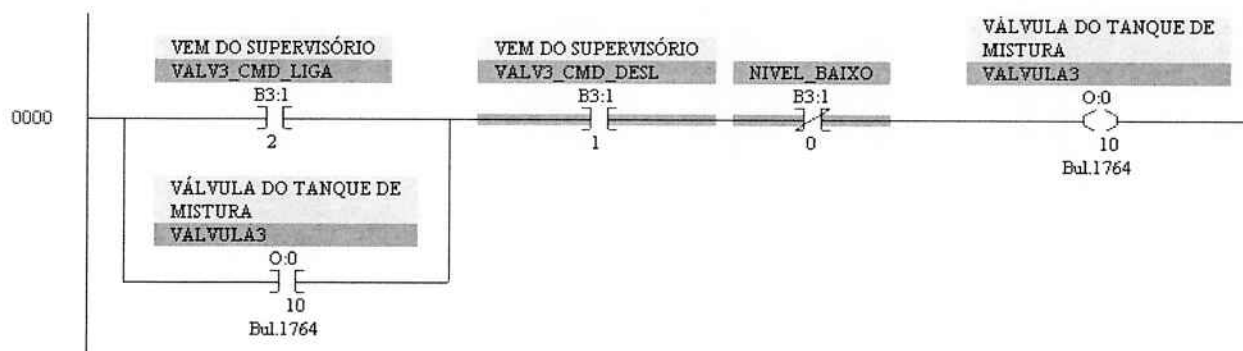 VEM DO SUPERVISÓRIO
VALV3_CMD_LIGA
B3:1
2
VEM DO SUPERVISÓRIO
VALV3_CMD_DESL
B3:1
1
NIVEL_BAIXO
B3:1
0
VÁLVULA DO TANQUE DE
MISTURA
VALVULA3
O:0
10
Bul.1764
0000
VÁLVULA DO TANQUE DE
MISTURA
VALVULA3
O:0
10
Bul.1764